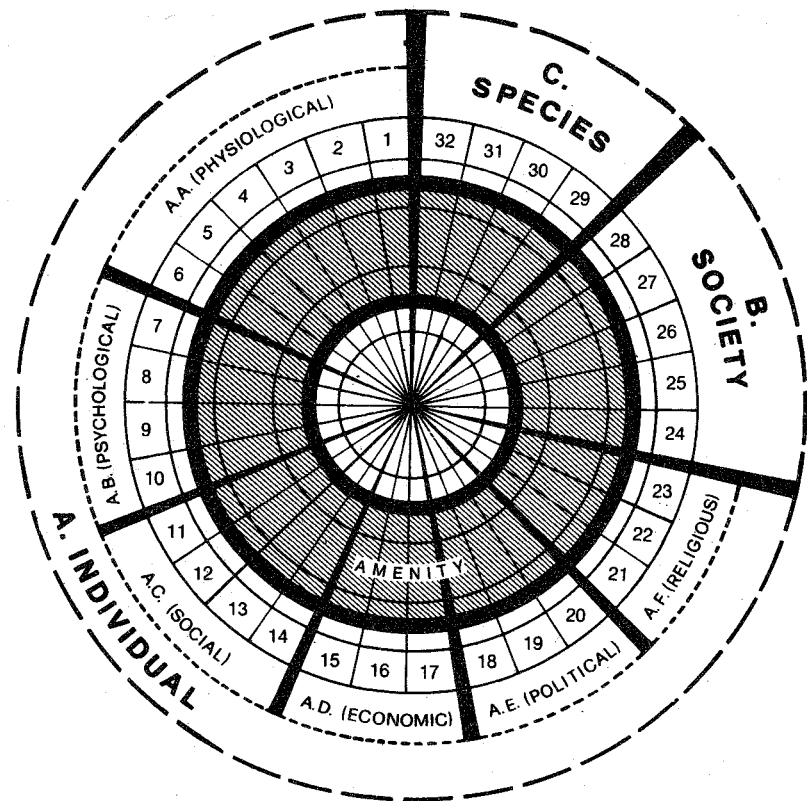 C.
SPECIES
B.
SOCIETY
A. INDIVIDUAL
A.A. (PHYSIOLOGICAL)
A.B. (PSYCHOLOGICAL)
A.C. (SOCIAL)
A.D. (ECONOMIC)
A.E. (POLITICAL)
A.F. (RELIGIOUS)
1
2
3
4
5
6
7
8
9
10
11
12
13
14
15
16
17
18
19
20
21
22
23
24
25
26
27
28
29
30
31
32
AMENITY